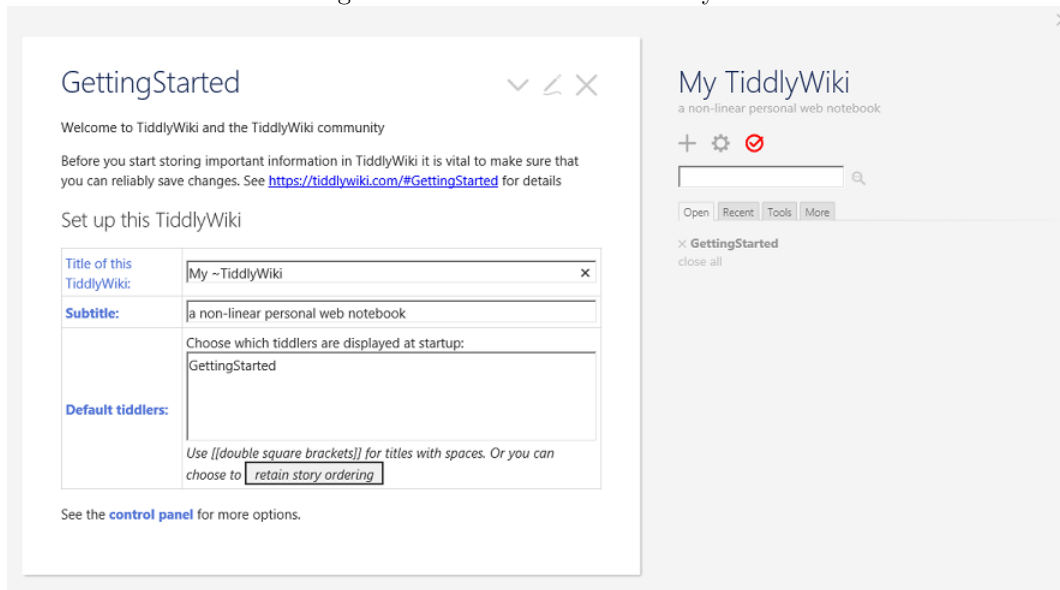 GettingStarted
Welcome to TiddlyWiki and the TiddlyWiki community
Before you start storing important information in TiddlyWiki it is vital to make sure that
you can reliably save changes. See https://tiddlywiki.com/#GettingStarted for details
Set up this TiddlyWiki
Title of this
TiddlyWiki:
My ~TiddlyWiki
Subtitle:
a non-linear personal web notebook
Default tiddlers:
Choose which tiddlers are displayed at startup:
GettingStarted
Use [[double square brackets]] for titles with spaces. Or you can
choose to retain story ordering
See the control panel for more options.
My TiddlyWiki
a non-linear personal web notebook
Open Recent Tools More
× GettingStarted
close all